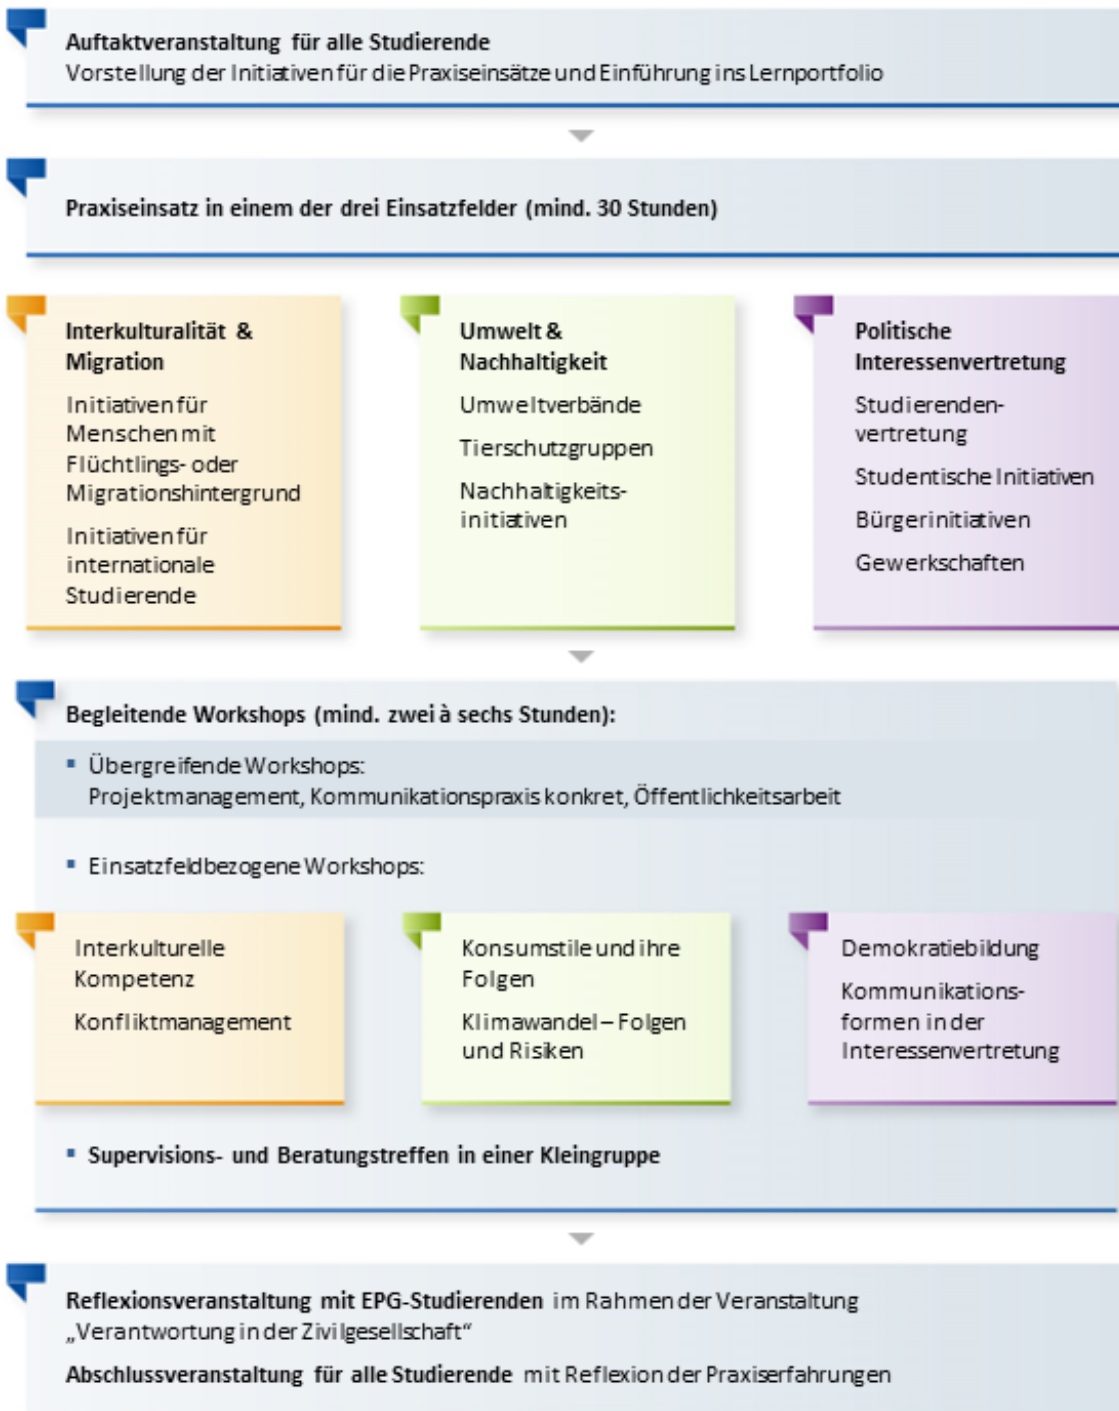 Auftaktveranstaltung für alle Studierende
Vorstellung der Initiativen für die Praxiseinsätze und Einführung ins Lernportfolio
Praxiseinsatz in einem der drei Einsatzfelder (mind. 30 Stunden)
Interkulturalität &
Migration
Initiativen für
Menschen mit
Flüchtlings- oder
Migrationshintergrund
Initiativen für
internationale
Studierende
Umwelt &
Nachhaltigkeit
Umweltverbände
Tierschutzgruppen
Nachhaltigkeits-
initiativen
Politische
Interessenvertretung
Studierenden-
vertretung
Studentische Initiativen
Bürgerinitiativen
Gewerkschaften
Begleitende Workshops (mind. zwei à sechs Stunden):
▪ Übergreifende Workshops:
Projektmanagement, Kommunikationspraxis konkret, Öffentlichkeitsarbeit
▪ Einsatzfeldbezogene Workshops:
Interkulturelle
Kompetenz
Konfliktmanagement
Konsumstile und ihre
Folgen
Klimawandel – Folgen
und Risiken
Demokratiebildung
Kommunikations-
formen in der
Interessenvertretung
▪ Supervisions- und Beratungstreffen in einer Kleingruppe
Reflexionsveranstaltung mit EPG-Studierenden im Rahmen der Veranstaltung
„Verantwortung in der Zivilgesellschaft“
Abschlussveranstaltung für alle Studierende mit Reflexion der Praxiserfahrungen